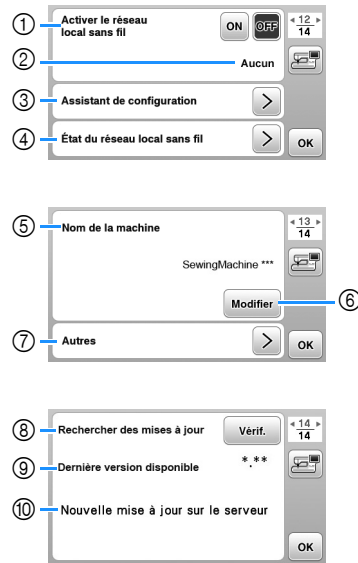 ① Activer le réseau
local sans fil ON OFF 12
14
② Aucun
③ Assistant de configuration >
④ État du réseau local sans fil > OK
⑤ Nom de la machine 13
14
SewingMachine ***
Modifier ⑥
⑦ Autres > OK
⑧ Rechercher des mises à jour Vérif. 14
14
⑨ Dernière version disponible *.**
⑩ Nouvelle mise à jour sur le serveur
OK